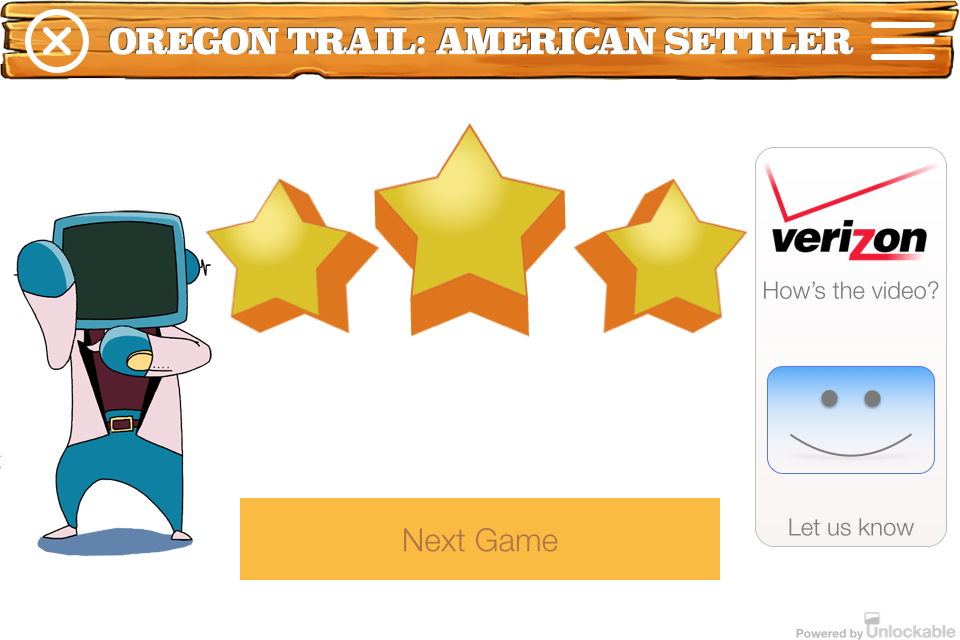 OREGON TRAIL: AMERICAN SETTLER
verizon
How's the video?
Let us know
Next Game
Powered by Unlockable